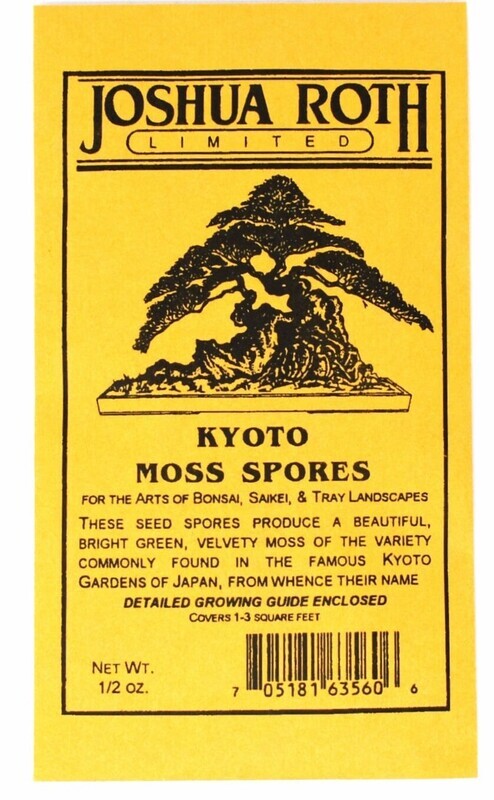 JOSHUA ROTH
LIMITED
KYOTO
MOSS SPORES
FOR THE ARTS OF BONSAI, SAIKEI, & TRAY LANDSCAPES
THESE SEED SPORES PRODUCE A BEAUTIFUL,
BRIGHT GREEN, VELVETY MOSS OF THE VARIETY
COMMONLY FOUND IN THE FAMOUS KYOTO
GARDENS OF JAPAN, FROM WHENCE THEIR NAME
DETAILED GROWING GUIDE ENCLOSED
COVERS 1-3 SQUARE FEET
NET WT.
1/2 OZ.
7 05181 63560 6